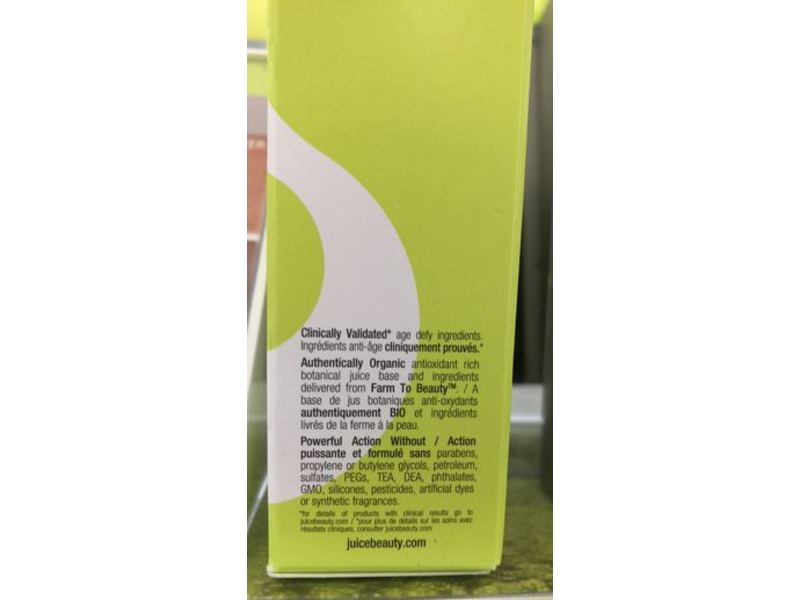 Clinically Validated* age defy ingredients.
Ingrédients anti-âge cliniquement prouvés.*
Authentically Organic antioxidant rich
botanical juice base and ingredients
delivered from Farm To Beauty™. / A
base de jus botaniques anti-oxydants
authentiquement BIO et ingrédients
livrés de la ferme à la peau.
Powerful Action Without / Action
puissante et formulé sans parabens,
propylene or butylene glycols, petroleum,
sulfates, PEGs, TEA, DEA, phthalates,
GMO, silicones, pesticides, artificial dyes
or synthetic fragrances.
*for details of products with clinical results go to
juicebeauty.com / *pour plus de détails sur les soins avec
résultats cliniques, consulter juicebeauty.com
juicebeauty.com